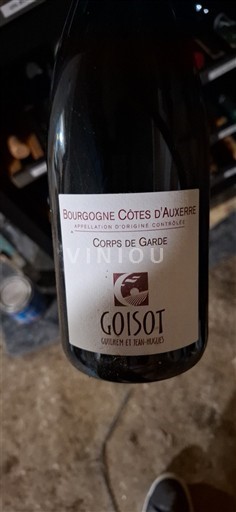 BOURGOGNE CÔTES D'AUXERRE
APPELLATION D'ORIGINE CONTRÔLÉE
CORPS DE GARDE
VINIOU
GOISOT
GUILHEM ET JEAN-HUGUES